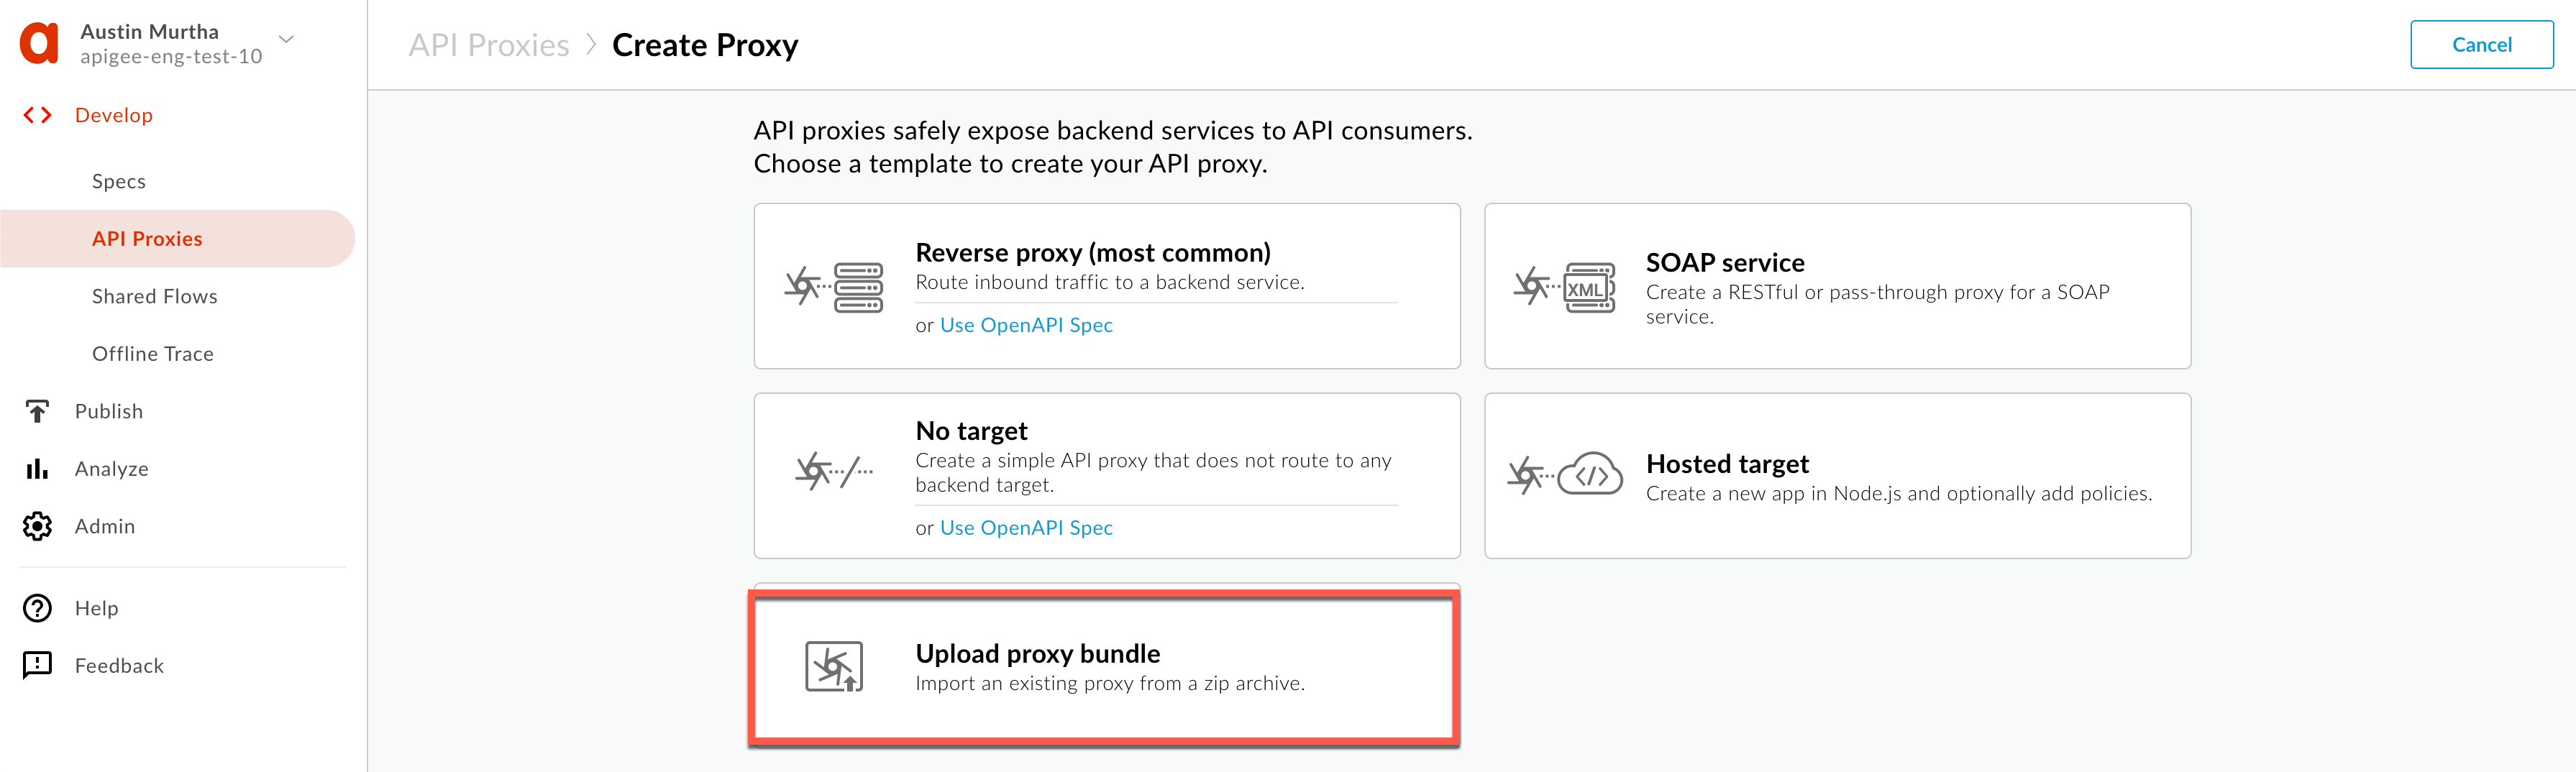 Austin Murtha
apigee-eng-test-10
Develop
Specs
API Proxies
Shared Flows
Offline Trace
Publish
Analyze
Admin
Help
Feedback
API Proxies > Create Proxy
Cancel
API proxies safely expose backend services to API consumers.
Choose a template to create your API proxy.
Reverse proxy (most common)
Route inbound traffic to a backend service.
or Use OpenAPI Spec
XML
SOAP service
Create a RESTful or pass-through proxy for a SOAP
service.
No target
Create a simple API proxy that does not route to any
backend target.
or Use OpenAPI Spec
Hosted target
Create a new app in Node.js and optionally add policies.
Upload proxy bundle
Import an existing proxy from a zip archive.